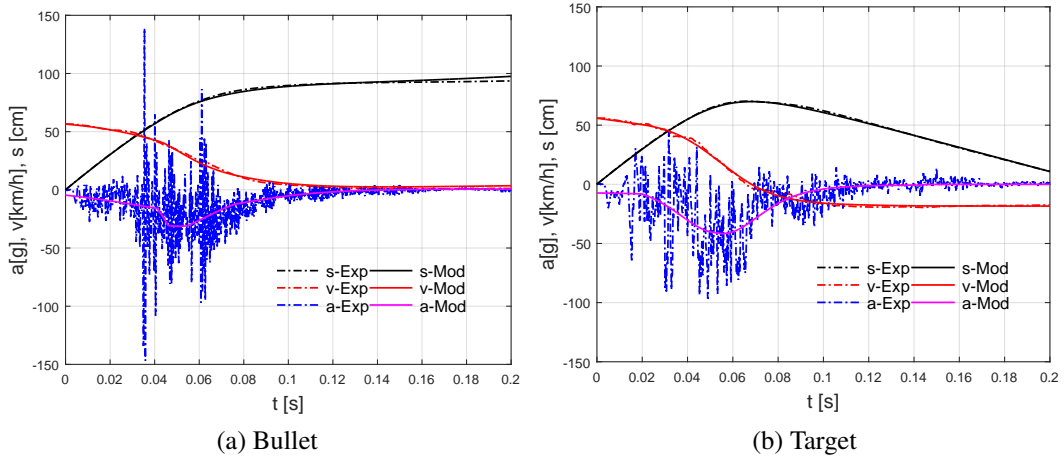 150
100
50
0
-50
-100
-150
a[g], v[km/h], s [cm]
s-Exp s-Mod
v-Exp v-Mod
a-Exp a-Mod
0 0.02 0.04 0.06 0.08 0.1 0.12 0.14 0.16 0.18 0.2
t [s]
(a) Bullet
150
100
50
0
-50
-100
-150
a[g], v[km/h], s [cm]
s-Exp s-Mod
v-Exp v-Mod
a-Exp a-Mod
0 0.02 0.04 0.06 0.08 0.1 0.12 0.14 0.16 0.18 0.2
t [s]
(b) Target